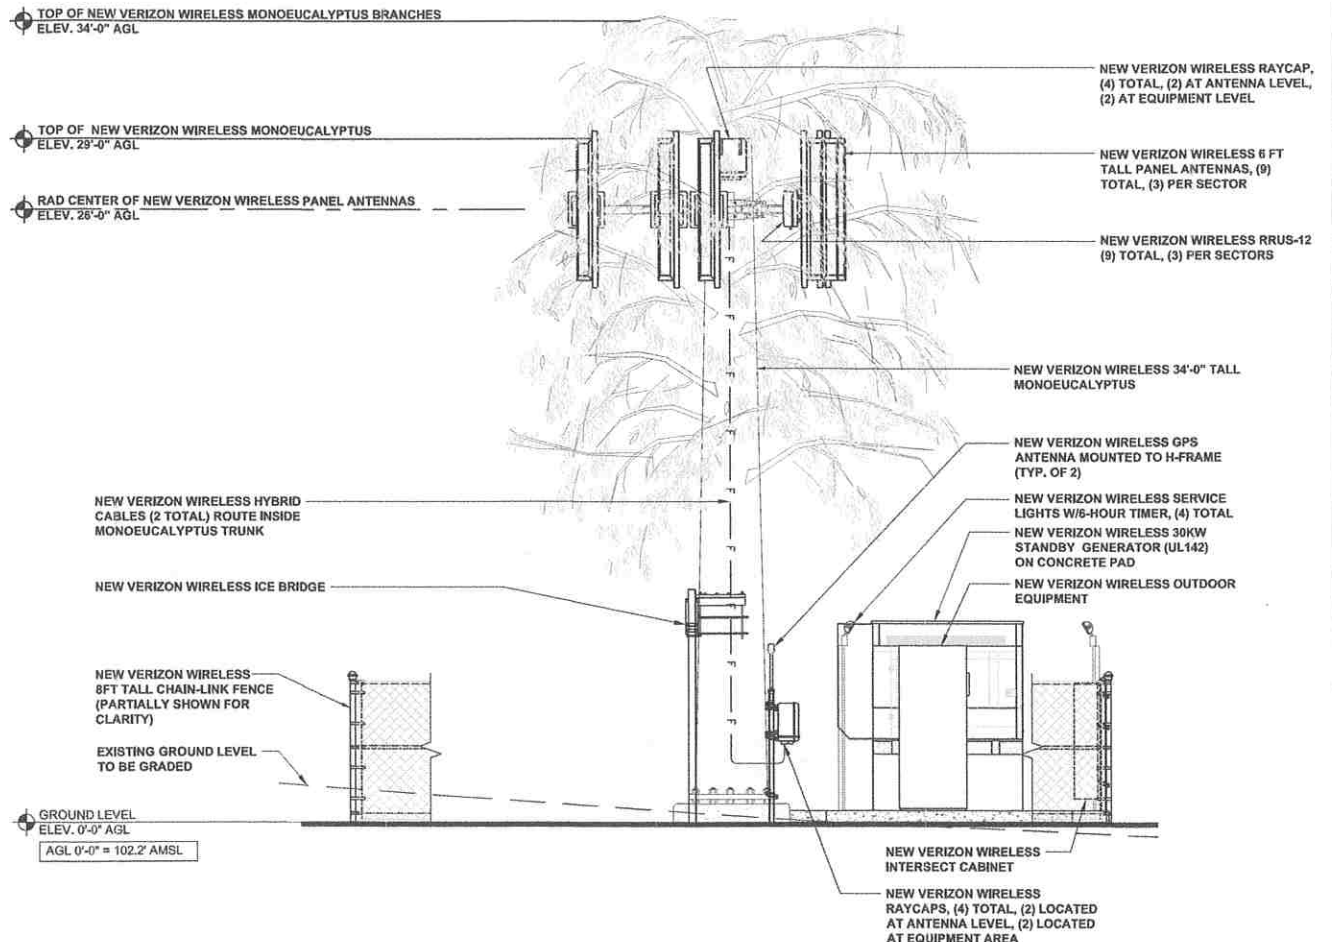 TOP OF NEW VERIZON WIRELESS MONOEUCALYPTUS BRANCHES
ELEV. 34'-0" AGL
TOP OF NEW VERIZON WIRELESS MONOEUCALYPTUS
ELEV. 29'-0" AGL
RAD CENTER OF NEW VERIZON WIRELESS PANEL ANTENNAS
ELEV. 26'-0" AGL
NEW VERIZON WIRELESS RAYCAP,
(4) TOTAL, (2) AT ANTENNA LEVEL,
(2) AT EQUIPMENT LEVEL
NEW VERIZON WIRELESS 6 FT
TALL PANEL ANTENNAS, (9)
TOTAL, (3) PER SECTOR
NEW VERIZON WIRELESS RRUS-12
(9) TOTAL, (3) PER SECTORS
NEW VERIZON WIRELESS 34'-0" TALL
MONOEUCALYPTUS
NEW VERIZON WIRELESS GPS
ANTENNA MOUNTED TO H-FRAME
(TYP. OF 2)
NEW VERIZON WIRELESS SERVICE
LIGHTS W/6-HOUR TIMER, (4) TOTAL
NEW VERIZON WIRELESS 30KW
STANDBY GENERATOR (UL142)
ON CONCRETE PAD
NEW VERIZON WIRELESS OUTDOOR
EQUIPMENT
NEW VERIZON WIRELESS HYBRID
CABLES (2 TOTAL) ROUTE INSIDE
MONOEUCALYPTUS TRUNK
NEW VERIZON WIRELESS ICE BRIDGE
NEW VERIZON WIRELESS
8FT TALL CHAIN-LINK FENCE
(PARTIALLY SHOWN FOR
CLARITY)
EXISTING GROUND LEVEL
TO BE GRADED
GROUND LEVEL
ELEV. 0'-0" AGL
AGL 0'-0" = 102.2' AMSL
F
F
F
F
F
F
F
F
NEW VERIZON WIRELESS
INTERSECT CABINET
NEW VERIZON WIRELESS
RAYCAPS, (4) TOTAL, (2) LOCATED
AT ANTENNA LEVEL, (2) LOCATED
AT EQUIPMENT AREA